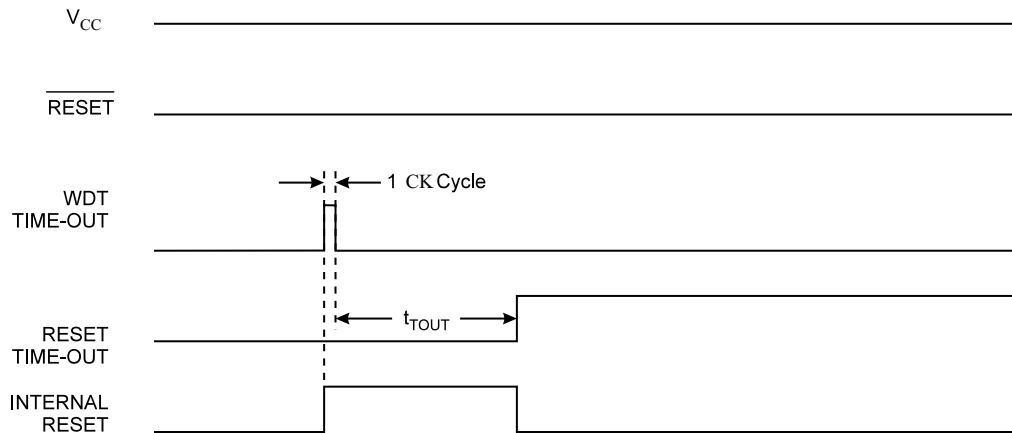 VCC
RESET
1 CK Cycle
WDT
TIME-OUT
tTOUT
RESET
TIME-OUT
INTERNAL
RESET